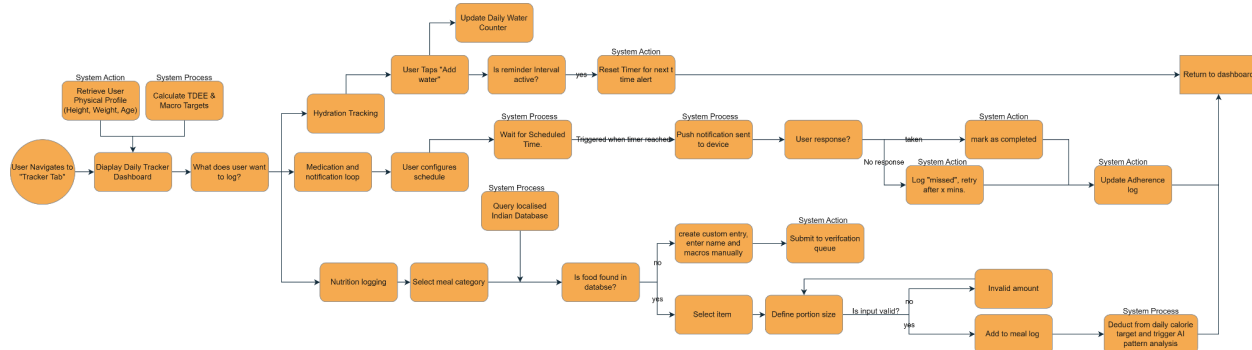 Update Daily Water
Counter
System Action
System Process
Retrieve User
Physical Profile
(Height, Weight, Age)
Calculate TDEE &
Macro Targets
User Taps "Add
water"
Is reminder Interval
active?
yes
System Action
Reset Timer for next t
time alert
Return to dashboard
Hydration Tracking
User Navigates to
"Tracker Tab"
Display Daily Tracker
Dashboard
What does user want
to log?
Medication and
notification loop
User configures
schedule
System Process
Wait for Scheduled
Time.
Triggered when timer reached
System Process
Push notification sent
to device
User response?
taken
System Action
mark as completed
No response
System Action
Log "missed", retry
after x mins.
System Action
Update Adherence
log
System Process
Query localised
Indian Database
Nutrition logging
Select meal category
Is food found in
databse?
no
create custom entry,
enter name and
macros manually
System Action
Submit to verifcation
queue
yes
Select item
Define portion size
Is input valid?
no
Invalid amount
yes
Add to meal log
System Process
Deduct from daily calorie
target and trigger AI
pattern analysis